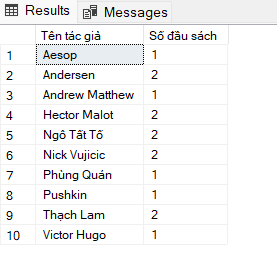 Results Messages
Tên tác giả Số đầu sách
1 Aesop 1
2 Andersen 2
3 Andrew Matthew 1
4 Hector Malot 2
5 Ngô Tất Tố 2
6 Nick Vujicic 2
7 Phùng Quán 1
8 Pushkin 1
9 Thạch Lam 2
10 Victor Hugo 1